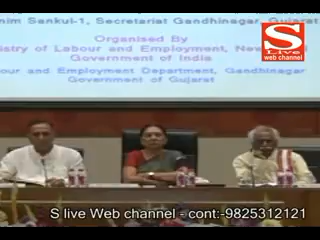 nim Sankul-1, Secretariat Gandhinagar, Gujarat
Organised By
istry of Labour and Employment, New
Government of India
our and Employment Department, Gandhinagar
Government of Gujarat
S
Live
web channel
S live Web channel - cont:-9825312121